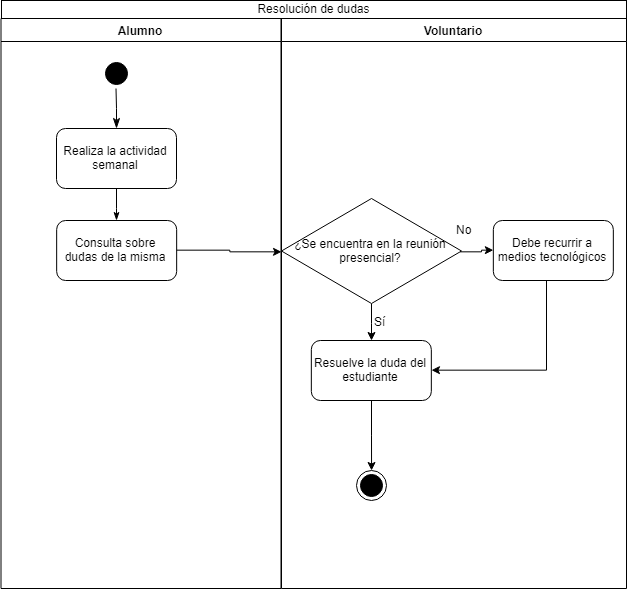 Resolución de dudas
Alumno
Voluntario
Realiza la actividad
semanal
Consulta sobre
dudas de la misma
¿Se encuentra en la reunión
presencial?
No
Debe recurrir a
medios tecnológicos
Sí
Resuelve la duda del
estudiante